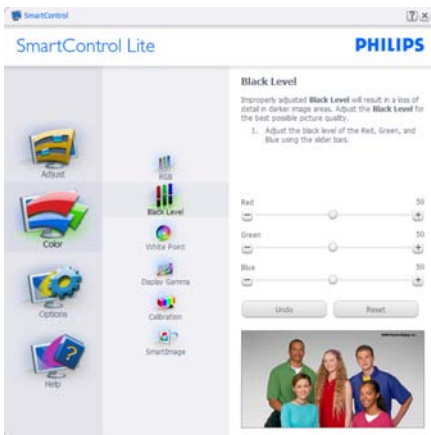 SmartControl
SmartControl Lite
PHILIPS
Adjust
Color
Options
Help
RGB
Black Level
White Point
Display Gamma
Calibration
SmartImage
Black Level
Improperly adjusted Black Level will result in a loss of
detail in darker image areas. Adjust the Black Level for
the best possible picture quality.
1. Adjust the black level of the Red, Green, and
Blue using the slider bars.
Red 50
Green 50
Blue 50
Undo Reset